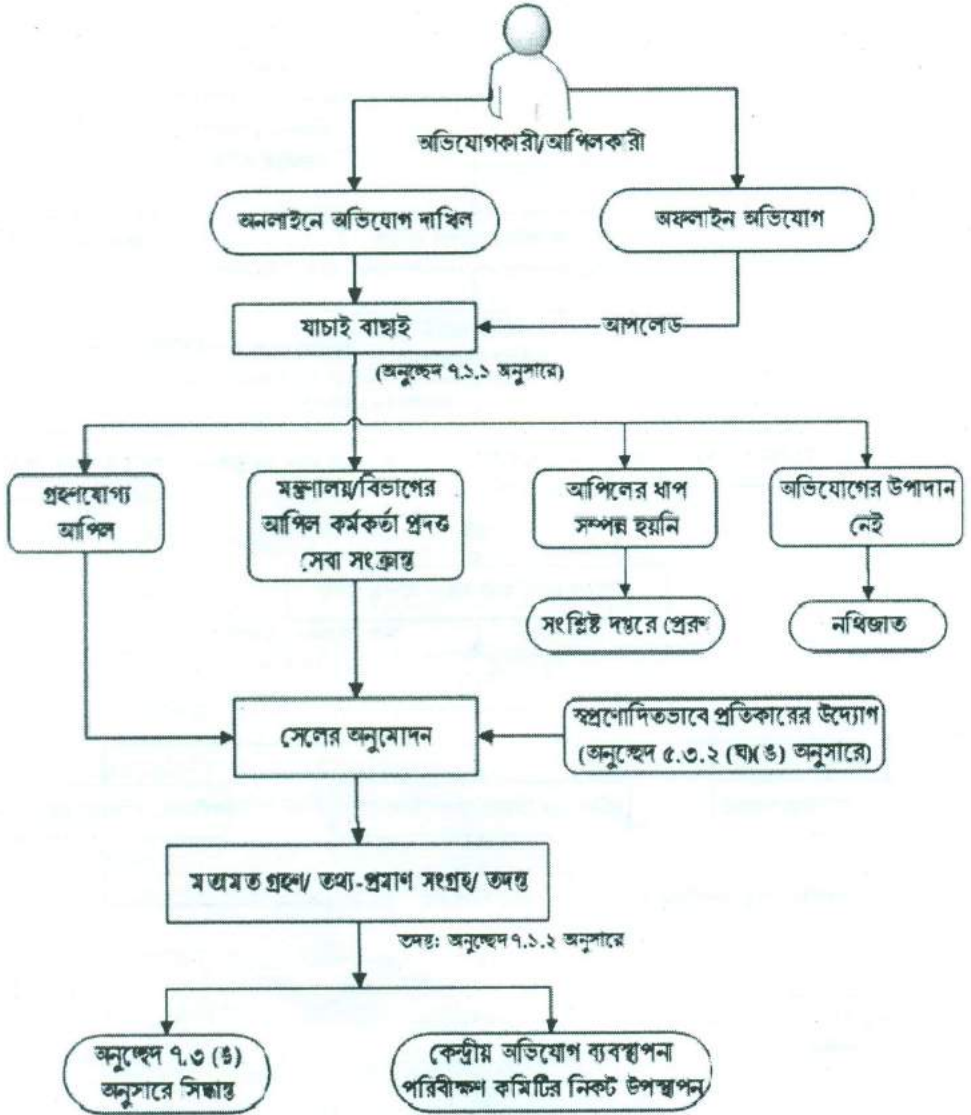 অভিযোগকারী/আপিলকারী
অনলাইনে অভিযোগ দাখিল
অফলাইন অভিযোগ
যাচাই বাছাই
আপলোড
(অনুচ্ছেদ ৭.১.১ অনুসারে)
গ্রহণযোগ্য
আপিল
মন্ত্রণালয়/বিভাগের
আপিল কর্মকর্তা প্রদত্ত
সেবা সংক্রান্ত
আপিলের ধাপ
সম্পন্ন হয়নি
অভিযোগের উপাদান
নেই
সংশ্লিষ্ট দপ্তরে প্রেরণ
নথিজাত
সেলের অনুমোদন
স্বপ্রণোদিতভাবে প্রতিকারের উদ্যোগ
(অনুচ্ছেদ ৫.৩.২ (ঘ)(ঙ) অনুসারে)
মতামত গ্রহণ/ তথ্য-প্রমাণ সংগ্রহ/ তদন্ত
তদন্ত: অনুচ্ছেদ ৭.১.২ অনুসারে
অনুচ্ছেদ ৭.৩ (ঙ)
অনুসারে সিদ্ধান্ত
কেন্দ্রীয় অভিযোগ ব্যবস্থাপনা
পরিবীক্ষণ কমিটির নিকট উপস্থাপন